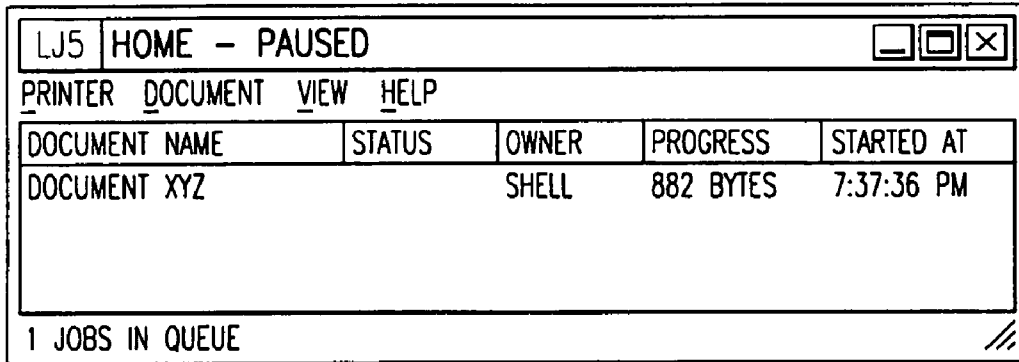 LJ5 HOME – PAUSED
PRINTER DOCUMENT VIEW HELP
DOCUMENT NAME STATUS OWNER PROGRESS STARTED AT
DOCUMENT XYZ SHELL 882 BYTES 7:37:36 PM
1 JOBS IN QUEUE